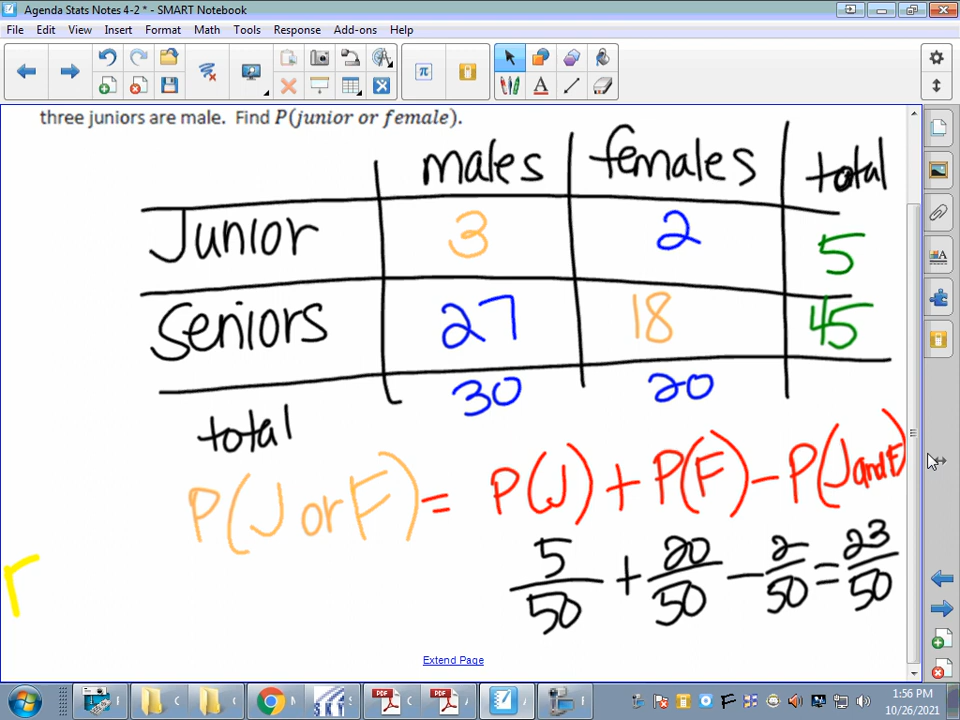 Agenda Stats Notes 4-2 * - SMART Notebook
File Edit View Insert Format Math Tools Response Add-ons Help
three juniors are male. Find P(junior or female).
males females total
Junior 3 2 5
Seniors 27 18 45
total 30 20
P(J or F) = P(J) + P(F) - P(J and F)
5/50 + 20/50 - 2/50 = 23/50
r
Extend Page
1:56 PM
10/26/2021